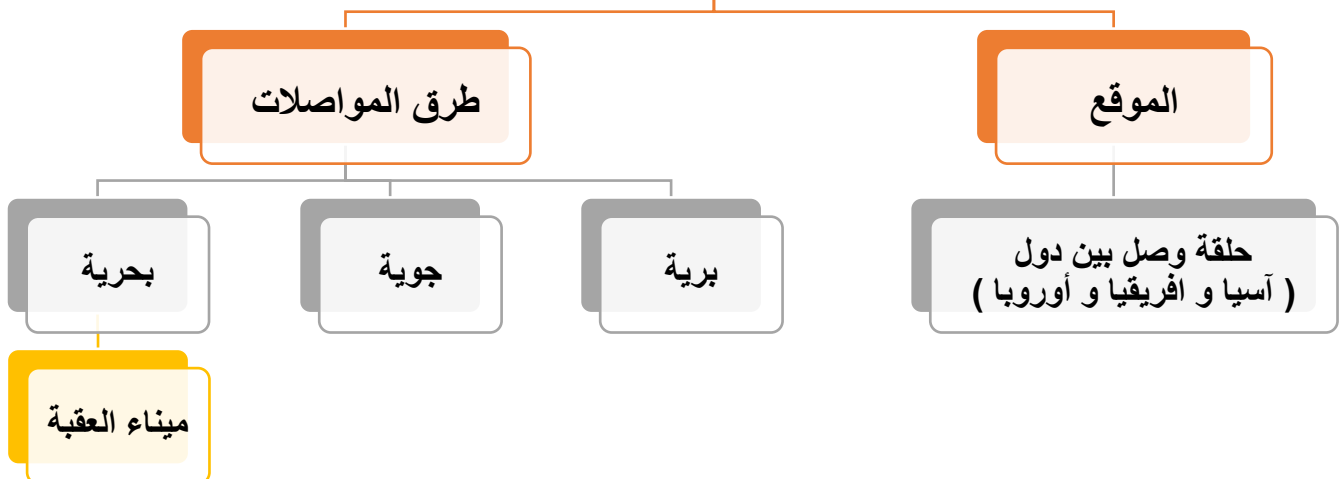 الموقع
طرق المواصلات
حلقة وصل بين دول
( آسيا و افريقيا و أوروبا )
برية
جوية
بحرية
ميناء العقبة